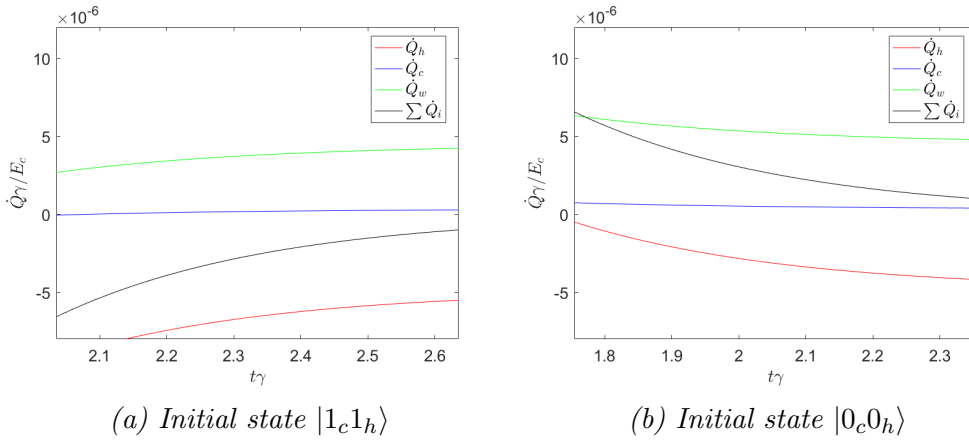 ×10⁻⁶
10
5
0
-5
Q̇γ/E_c
2.1 2.2 2.3 2.4 2.5 2.6
tγ
Q̇_h
Q̇_c
Q̇_w
∑ Q̇_i
(a) Initial state |1_c1_h⟩
×10⁻⁶
10
5
0
-5
Q̇γ/E_c
1.8 1.9 2 2.1 2.2 2.3
tγ
Q̇_h
Q̇_c
Q̇_w
∑ Q̇_i
(b) Initial state |0_c0_h⟩